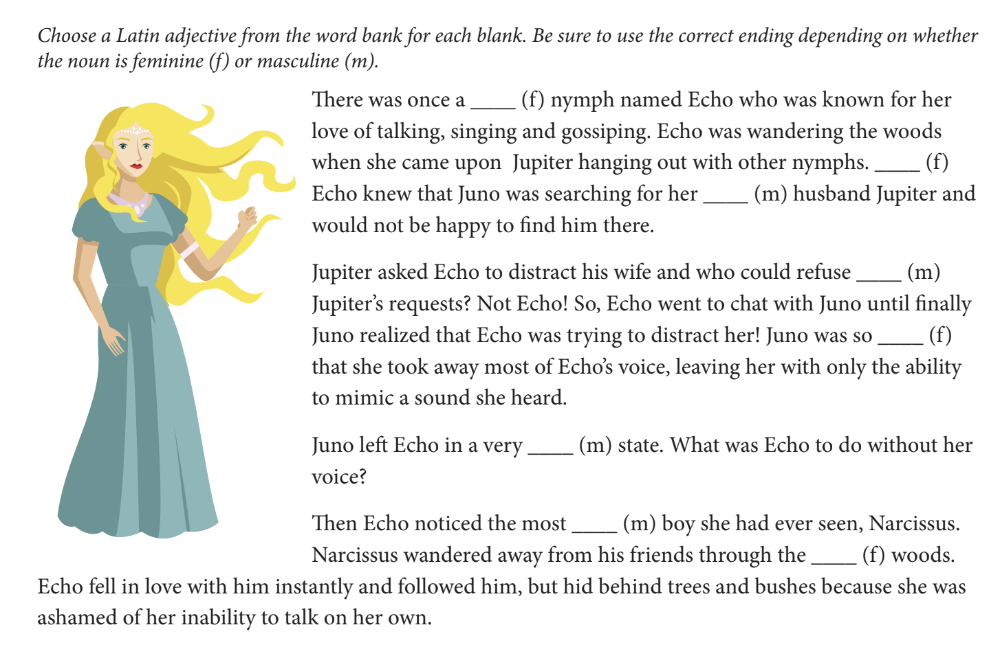 Choose a Latin adjective from the word bank for each blank. Be sure to use the correct ending depending on whether
the noun is feminine (f) or masculine (m).
There was once a ____ (f) nymph named Echo who was known for her
love of talking, singing and gossiping. Echo was wandering the woods
when she came upon  Jupiter hanging out with other nymphs. ____ (f)
Echo knew that Juno was searching for her ____ (m) husband Jupiter and
would not be happy to find him there.
Jupiter asked Echo to distract his wife and who could refuse ____ (m)
Jupiter’s requests? Not Echo! So, Echo went to chat with Juno until finally
Juno realized that Echo was trying to distract her! Juno was so ____ (f)
that she took away most of Echo’s voice, leaving her with only the ability
to mimic a sound she heard.
Juno left Echo in a very ____ (m) state. What was Echo to do without her
voice?
Then Echo noticed the most ____ (m) boy she had ever seen, Narcissus.
Narcissus wandered away from his friends through the ____ (f) woods.
Echo fell in love with him instantly and followed him, but hid behind trees and bushes because she was
ashamed of her inability to talk on her own.